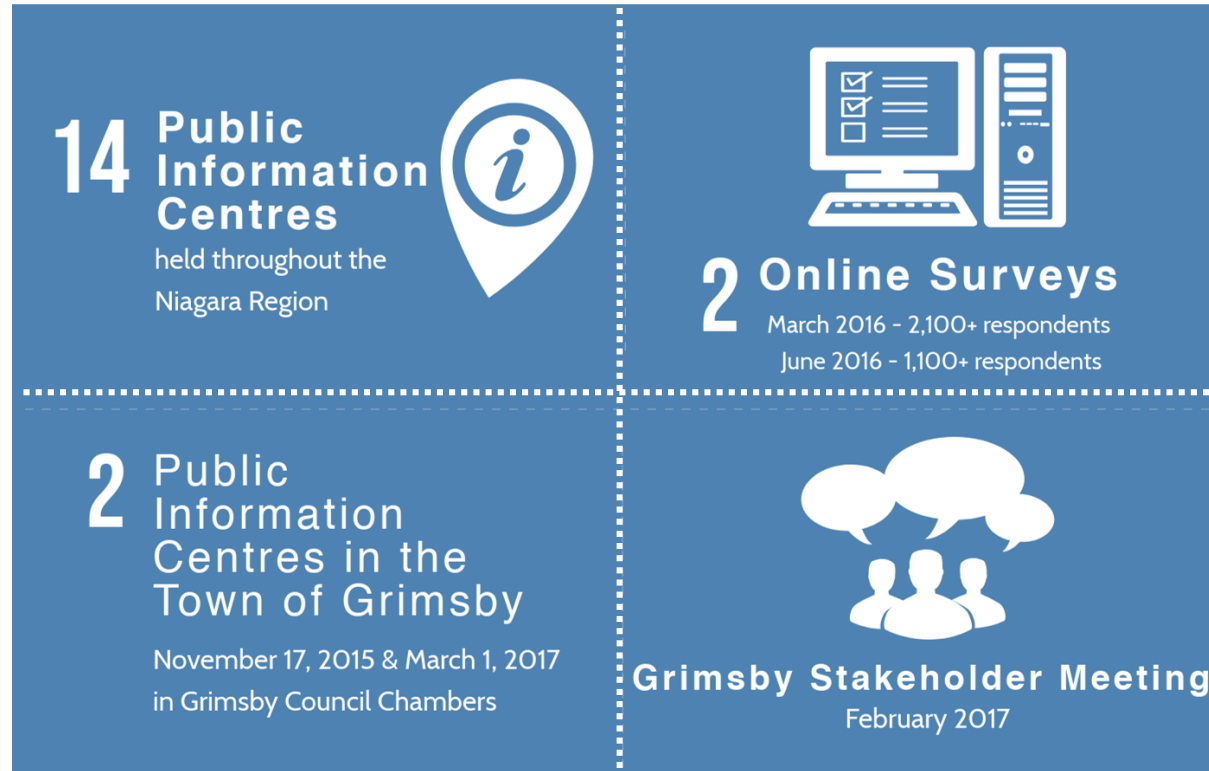 14 Public
Information
Centres
held throughout the
Niagara Region
i
2 Online Surveys
March 2016 - 2,100+ respondents
June 2016 - 1,100+ respondents
2 Public
Information
Centres in the
Town of Grimsby
November 17, 2015 & March 1, 2017
in Grimsby Council Chambers
Grimsby Stakeholder Meeting
February 2017